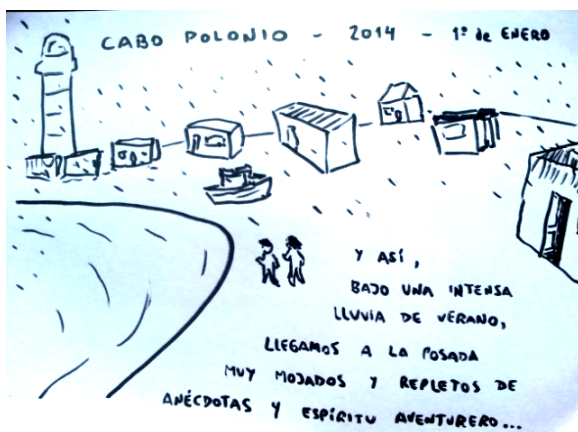 CABO POLONIO - 2014 - 1º de ENERO
Y ASÍ,
BAJO UNA INTENSA
LLUVIA DE VERANO,
LLEGAMOS A LA POSADA
MUY MOJADOS Y REPLETOS DE
ANÉCDOTAS Y ESPÍRITU AVENTURERO...